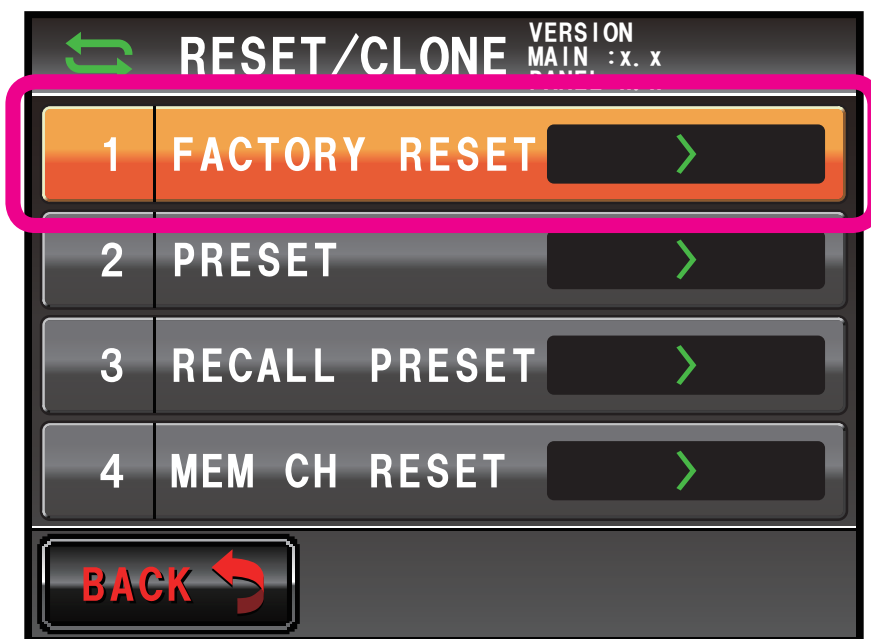 RESET/CLONE
VERSION
MAIN :x.x
1 FACTORY RESET >
2 PRESET >
3 RECALL PRESET >
4 MEM CH RESET >
BACK